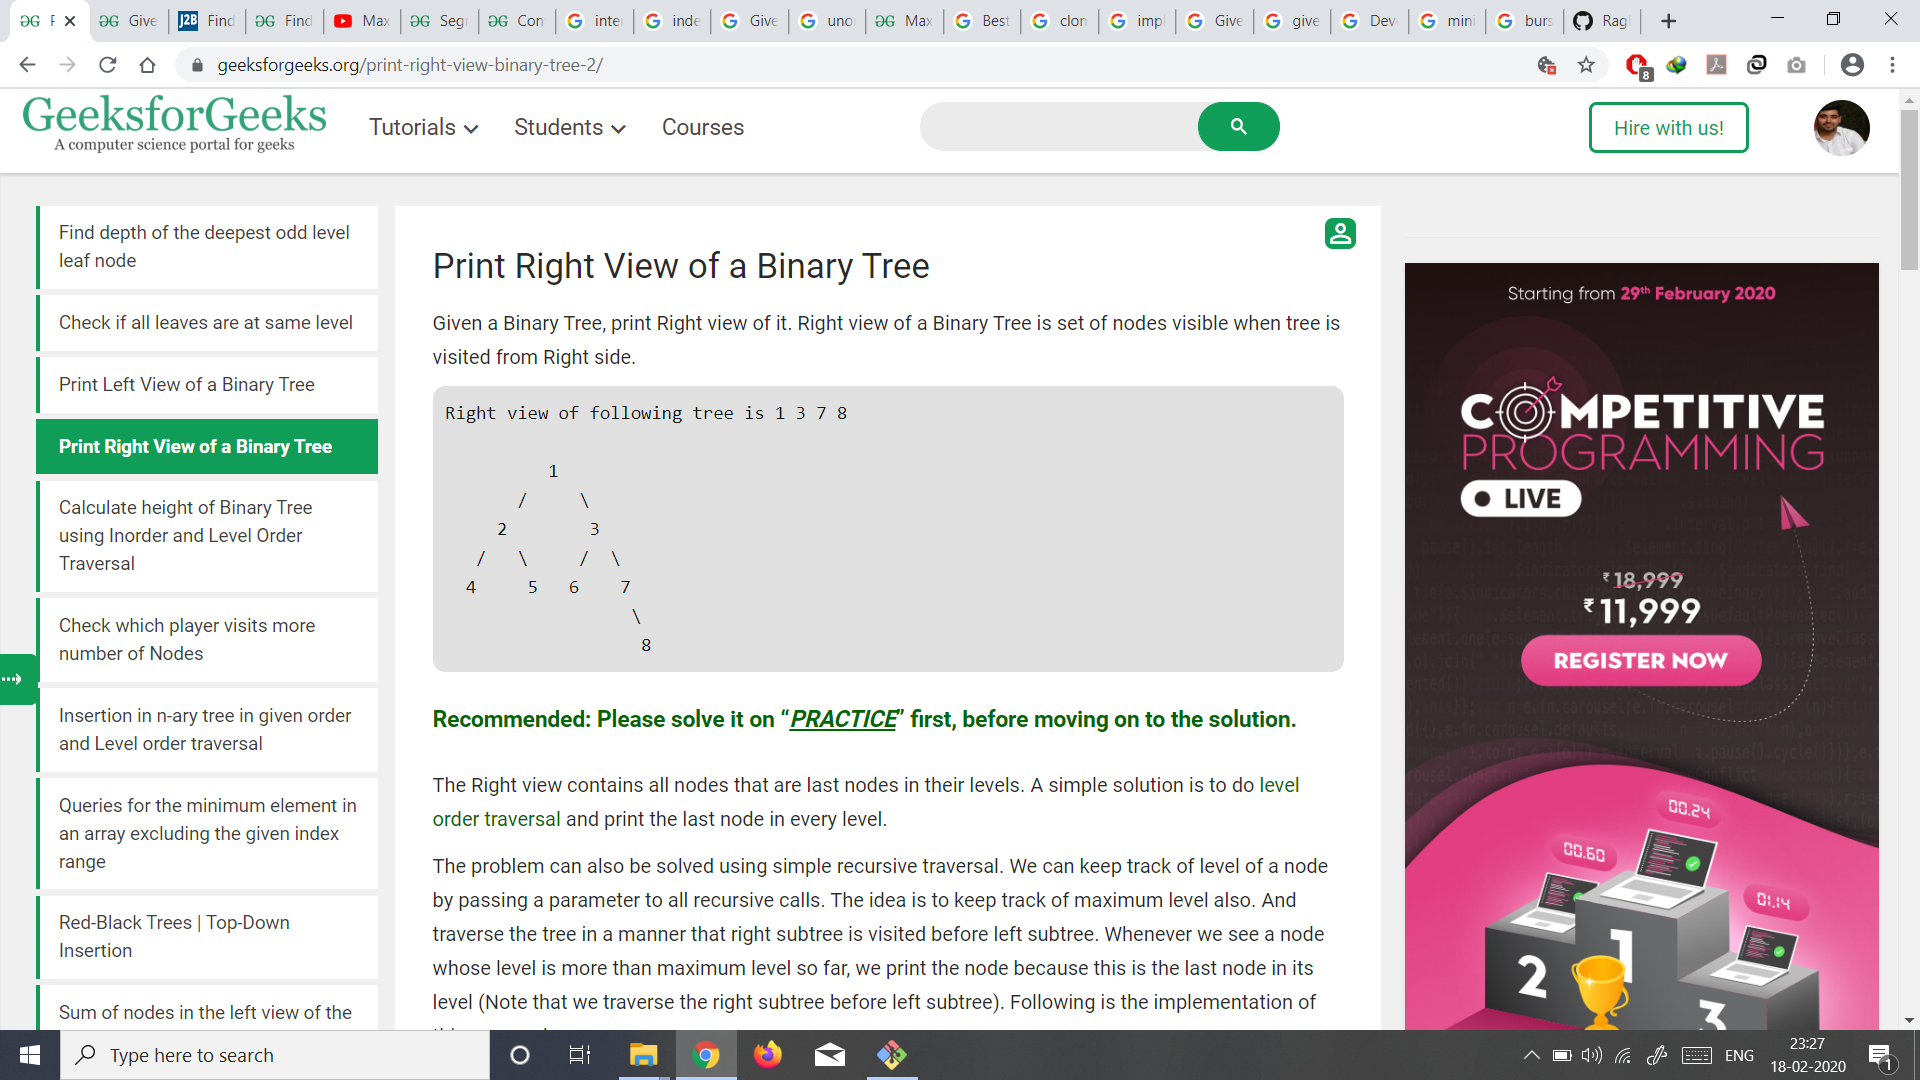 F
Give
J2B
Find
Find
Max
Seg
Con
inte
inde
Give
uno
Max
Best
clon
impl
Give
give
Dev
mini
burs
Rag
geeksforgeeks.org/print-right-view-binary-tree-2/
8
GeeksforGeeks
A computer science portal for geeks
Tutorials
Students
Courses
Hire with us!
Find depth of the deepest odd level
leaf node
Check if all leaves are at same level
Print Left View of a Binary Tree
Print Right View of a Binary Tree
Calculate height of Binary Tree
using Inorder and Level Order
Traversal
Check which player visits more
number of Nodes
Insertion in n-ary tree in given order
and Level order traversal
Queries for the minimum element in
an array excluding the given index
range
Red-Black Trees | Top-Down
Insertion
Sum of nodes in the left view of the
Print Right View of a Binary Tree
Given a Binary Tree, print Right view of it. Right view of a Binary Tree is set of nodes visible when tree is
visited from Right side.
Right view of following tree is 1 3 7 8
1
/ \
2 3
/ \ / \
4 5 6 7
\
8
Recommended: Please solve it on “PRACTICE” first, before moving on to the solution.
The Right view contains all nodes that are last nodes in their levels. A simple solution is to do level
order traversal and print the last node in every level.
The problem can also be solved using simple recursive traversal. We can keep track of level of a node
by passing a parameter to all recursive calls. The idea is to keep track of maximum level also. And
traverse the tree in a manner that right subtree is visited before left subtree. Whenever we see a node
whose level is more than maximum level so far, we print the node because this is the last node in its
level (Note that we traverse the right subtree before left subtree). Following is the implementation of
Starting from 29th February 2020
COMPETITIVE
PROGRAMMING
LIVE
₹18,999
₹11,999
REGISTER NOW
00.24
00.60
01.14
1
2
3
Type here to search
ENG
23:27
18-02-2020
1